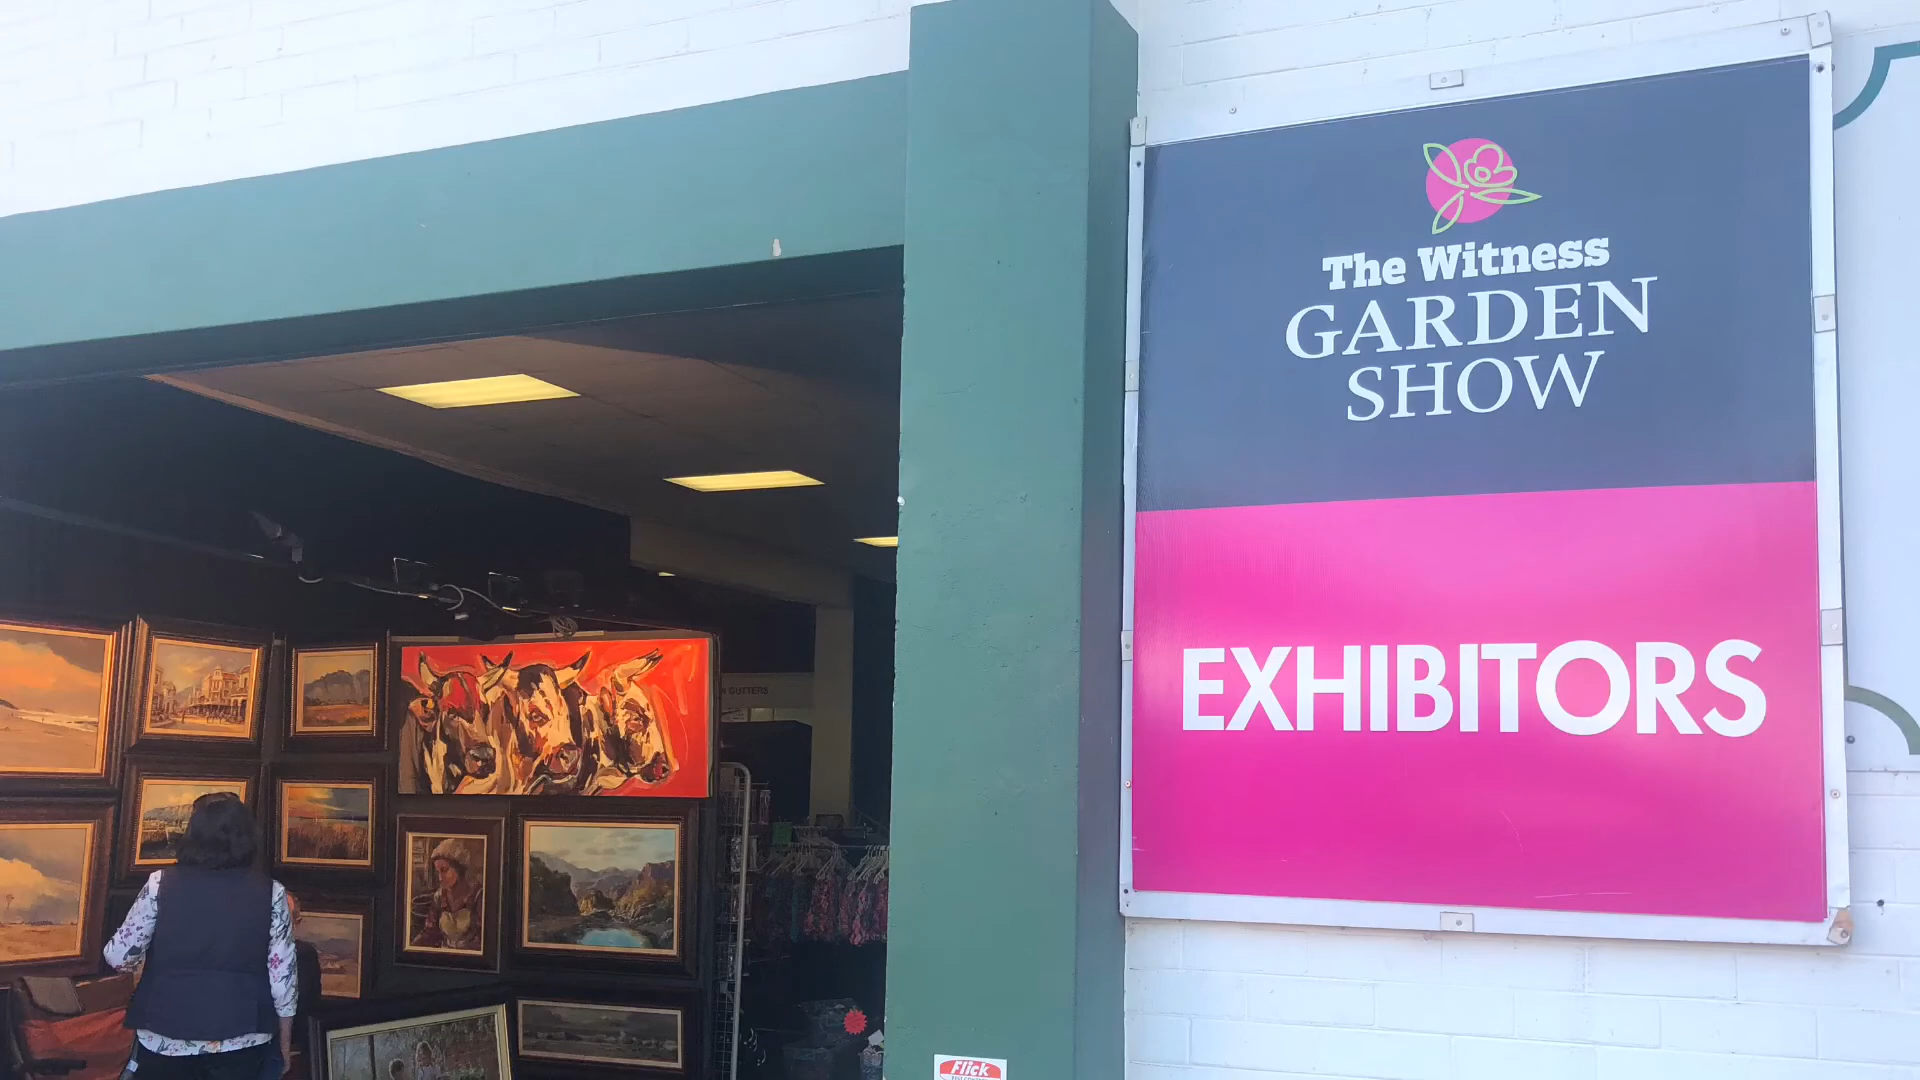 The Witness
GARDEN
SHOW
EXHIBITORS
GUTTERS
Flick